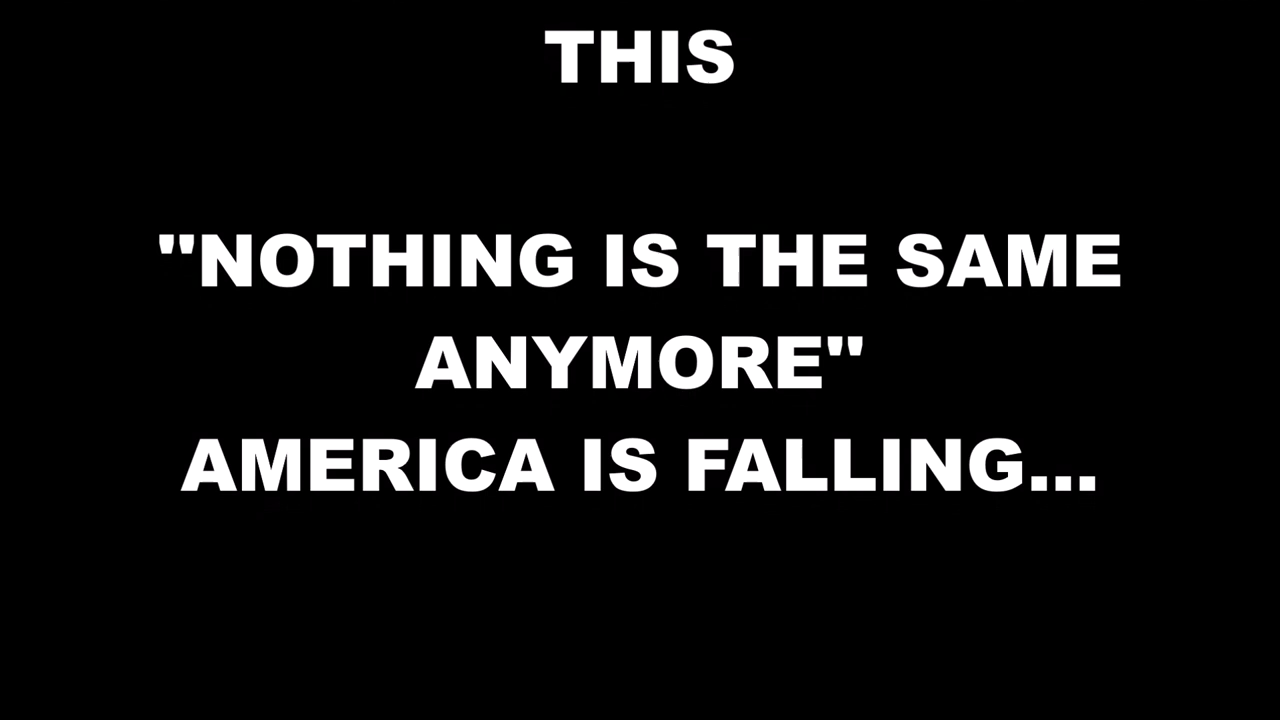 THIS
"NOTHING IS THE SAME
ANYMORE"
AMERICA IS FALLING...